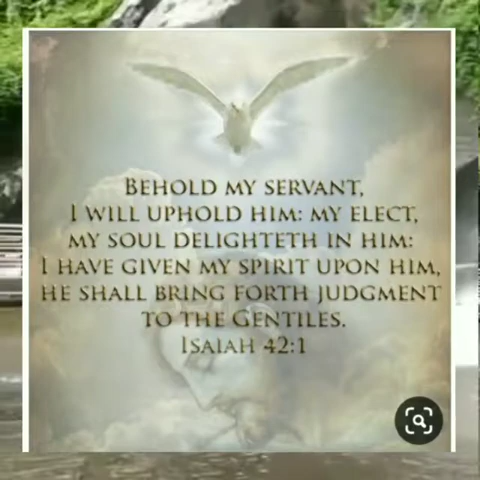 Behold my servant,
I will uphold him: my elect,
my soul delighteth in him:
I have given my spirit upon him,
he shall bring forth judgment
to the Gentiles.
Isaiah 42:1